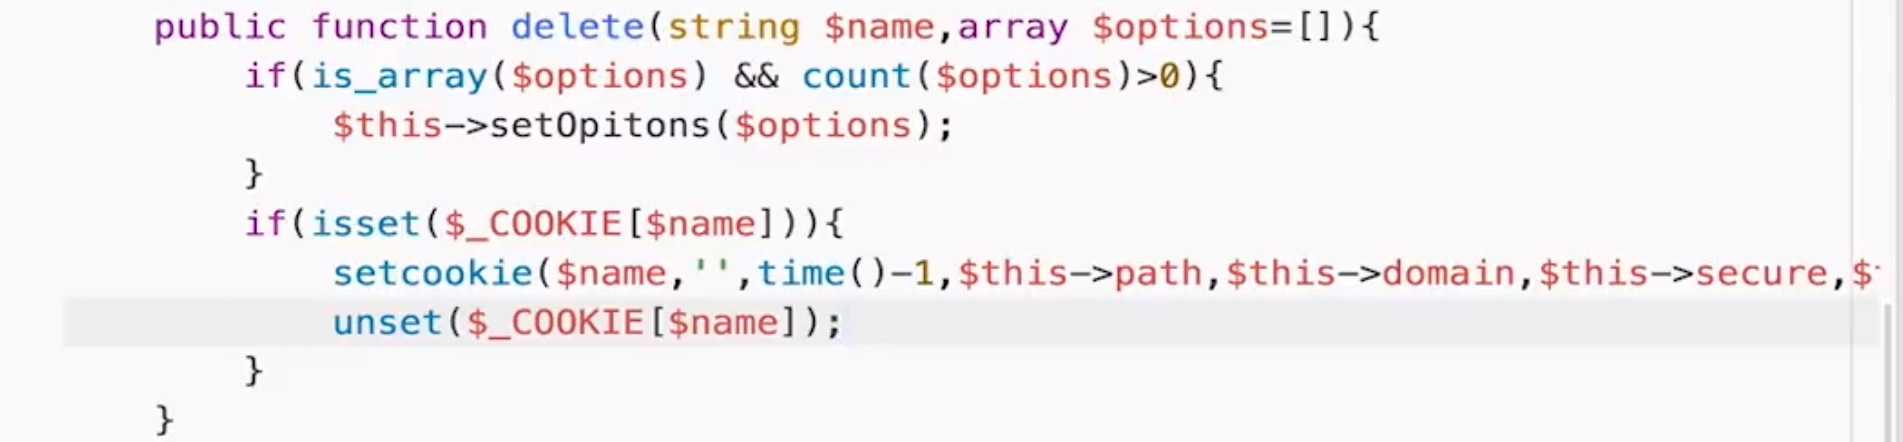 public function delete(string $name,array $options=[]){
if(is_array($options) && count($options)>0){
$this->setOpitons($options);
}
if(isset($_COOKIE[$name])){
setcookie($name,'',time()-1,$this->path,$this->domain,$this->secure,$
unset($_COOKIE[$name]);
}
}